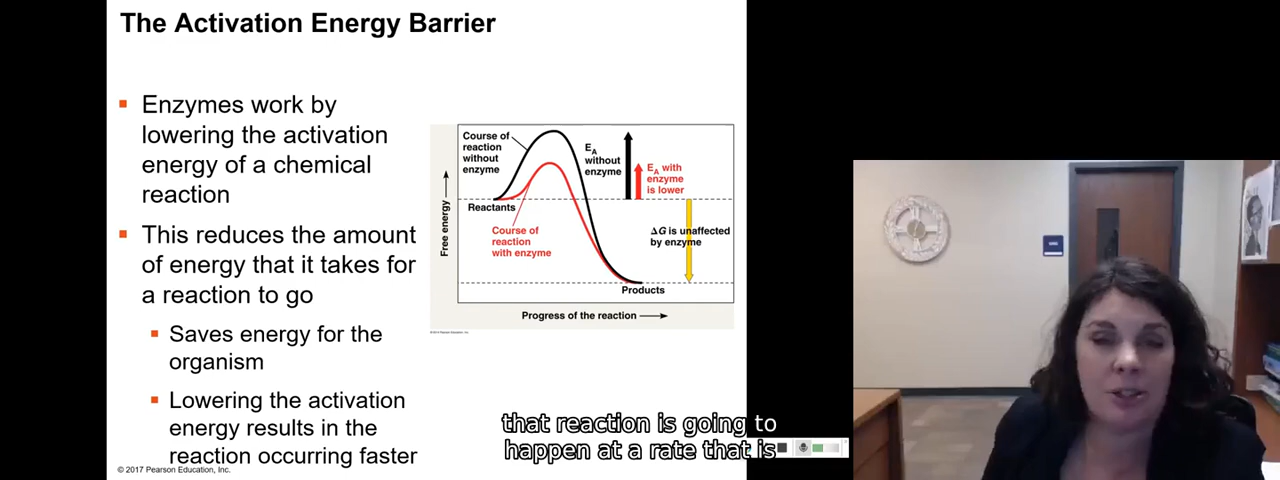 The Activation Energy Barrier
Enzymes work by
lowering the activation
energy of a chemical
reaction
This reduces the amount
of energy that it takes for
a reaction to go
Saves energy for the
organism
Lowering the activation
energy results in the
reaction occurring faster
© 2017 Pearson Education, Inc.
Course of
reaction
without
enzyme
EA
without
enzyme
EA with
enzyme
is lower
Reactants
Course of
reaction
with enzyme
ΔG is unaffected
by enzyme
Products
Free energy
Progress of the reaction
that reaction is going to
happen at a rate that is